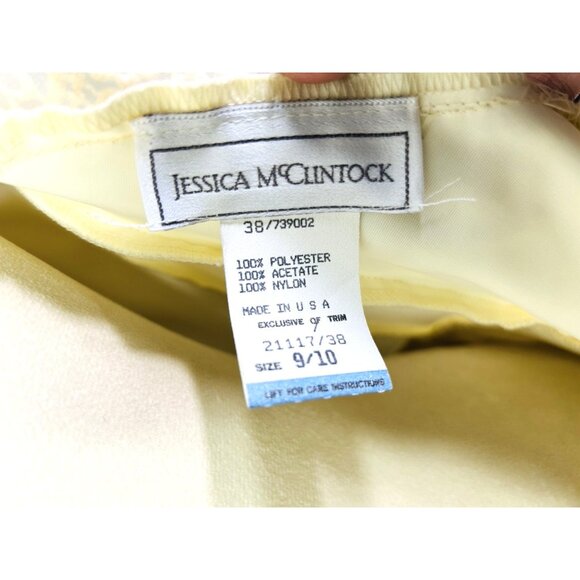 JESSICA McCLINTOCK
38/739002
100% POLYESTER
100% ACETATE
100% NYLON
MADE IN U S A
EXCLUSIVE OF TRIM
21117/38
SIZE 9/10
LIFT FOR CARE INSTRUCTIONS